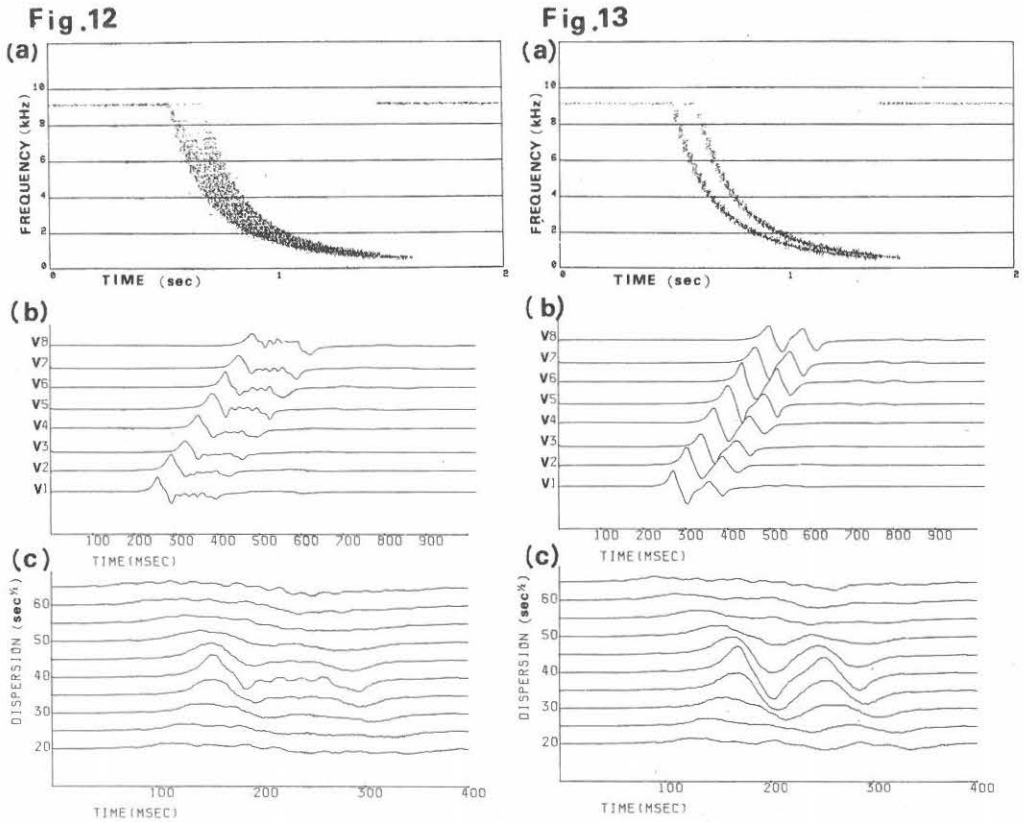 Fig.12
(a)
FREQUENCY (kHz)
10
8
6
4
2
0
0 1 2
TIME (sec)
(b)
V8
V7
V6
V5
V4
V3
V2
V1
100 200 300 400 500 600 700 800 900
TIME(MSEC)
(c)
DISPERSION (sec½)
60
50
40
30
20
100 200 300 400
TIME(MSEC)
Fig.13
(a)
FREQUENCY (kHz)
10
8
6
4
2
0
0 1 2
TIME (sec)
(b)
V8
V7
V6
V5
V4
V3
V2
V1
100 200 300 400 500 600 700 800 900
TIME(MSEC)
(c)
DISPERSION (sec½)
60
50
40
30
20
100 200 300 400
TIME(MSEC)